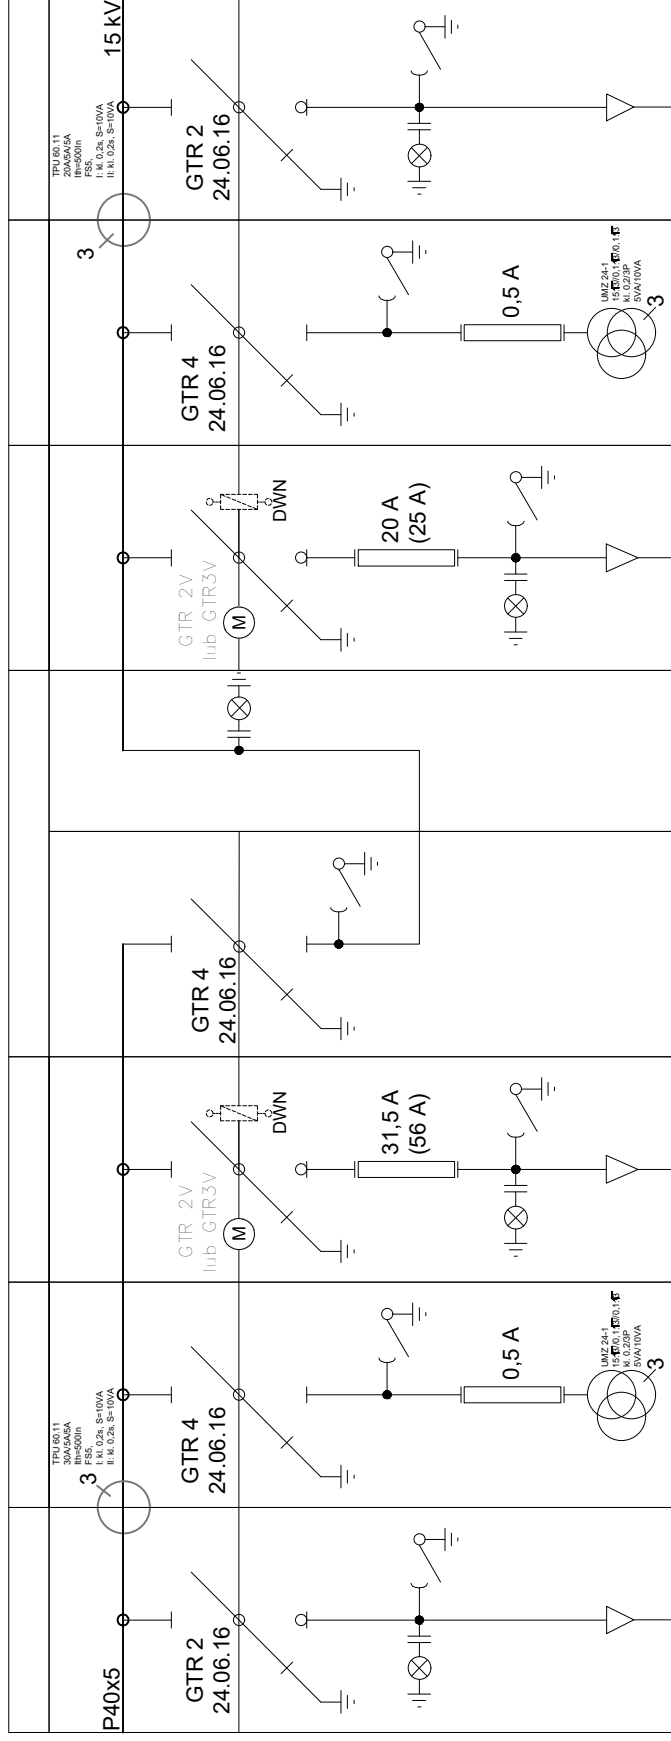 P40x5
GTR 2
24.06.16
TPU 60.11
30A/5A/5A
Ith=500In
FS5,
I: kl. 0,2s, S=10VA
II: kl. 0,2s, S=10VA
3
GTR 4
24.06.16
0,5 A
UMZ 24-1
kl. 0,2/3P
5VA/10VA
3
GTR 2V
lub GTR3V
M
DWN
31,5 A
(56 A)
GTR 4
24.06.16
GTR 2V
lub GTR3V
M
DWN
20 A
(25 A)
GTR 4
24.06.16
0,5 A
UMZ 24-1
kl. 0,2/3P
5VA/10VA
3
3
TPU 60.11
20A/5A/5A
Ith=500In
FS5,
I: kl. 0,2s, S=10VA
II: kl. 0,2s, S=10VA
GTR 2
24.06.16
15 kV